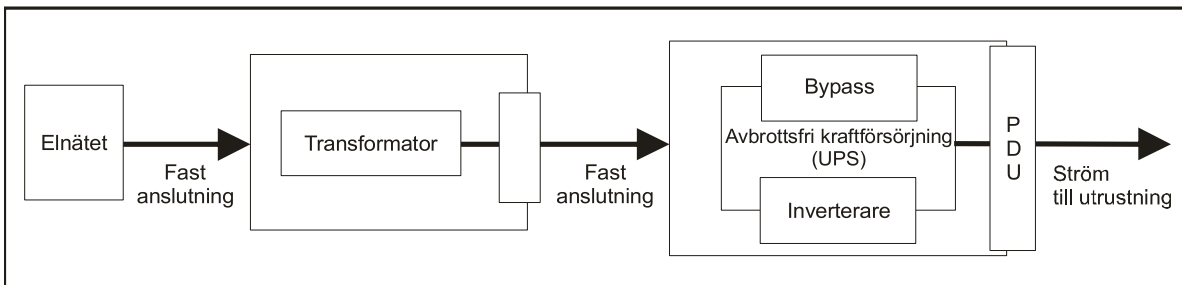 Elnätet
Fast
anslutning
Transformator
Fast
anslutning
Bypass
Avbrottsfri kraftförsörjning
(UPS)
Inverterare
P
D
U
Ström
till utrustning